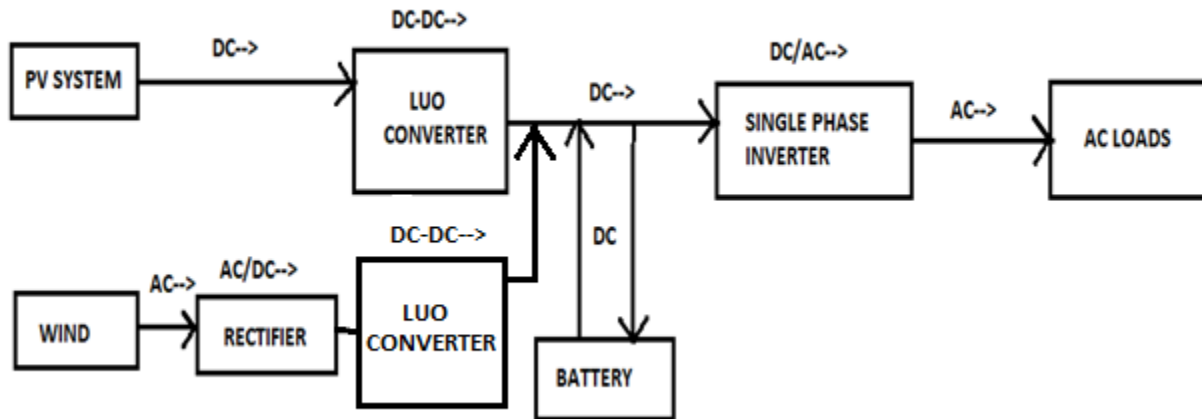 DC-DC-->
DC-->
DC/AC-->
PV SYSTEM
LUO
CONVERTER
DC-->
SINGLE PHASE
INVERTER
AC-->
AC LOADS
DC-DC-->
DC
AC-->
AC/DC-->
WIND
RECTIFIER
LUO
CONVERTER
BATTERY